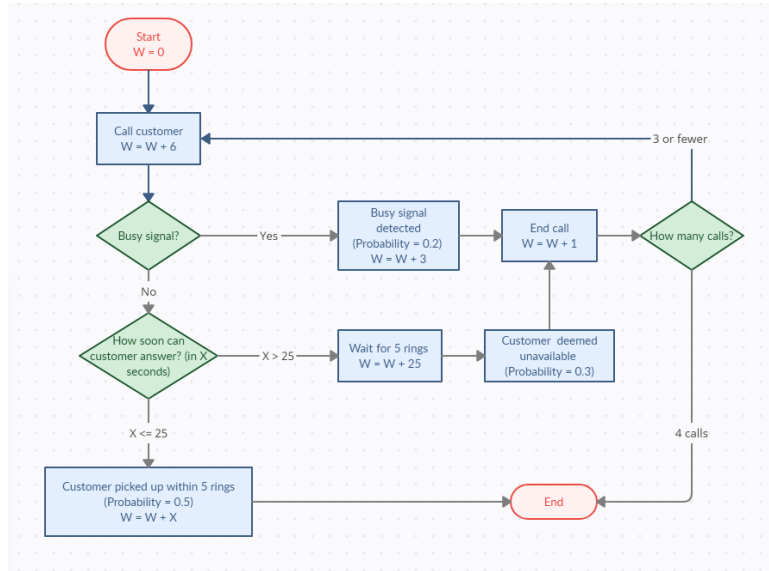 Start
W = 0
Call customer
W = W + 6
3 or fewer
Busy signal?
Yes
Busy signal
detected
(Probability = 0.2)
W = W + 3
End call
W = W + 1
How many calls?
No
How soon can
customer answer? (in X
seconds)
X > 25
Wait for 5 rings
W = W + 25
Customer deemed
unavailable
(Probability = 0.3)
X <= 25
4 calls
Customer picked up within 5 rings
(Probability = 0.5)
W = W + X
End